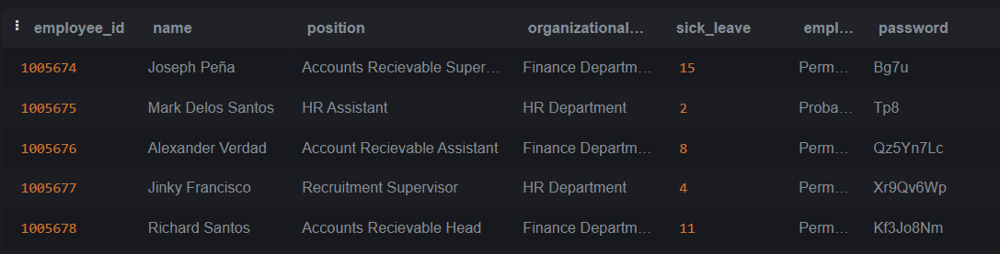 employee_id name position organizational… sick_leave empl… password
1005674 Joseph Peña Accounts Recievable Super… Finance Departm… 15 Perm… Bg7u
1005675 Mark Delos Santos HR Assistant HR Department 2 Proba… Tp8
1005676 Alexander Verdad Account Recievable Assistant Finance Departm… 8 Perm… Qz5Yn7Lc
1005677 Jinky Francisco Recruitment Supervisor HR Department 4 Perm… Xr9Qv6Wp
1005678 Richard Santos Accounts Recievable Head Finance Departm… 11 Perm… Kf3Jo8Nm